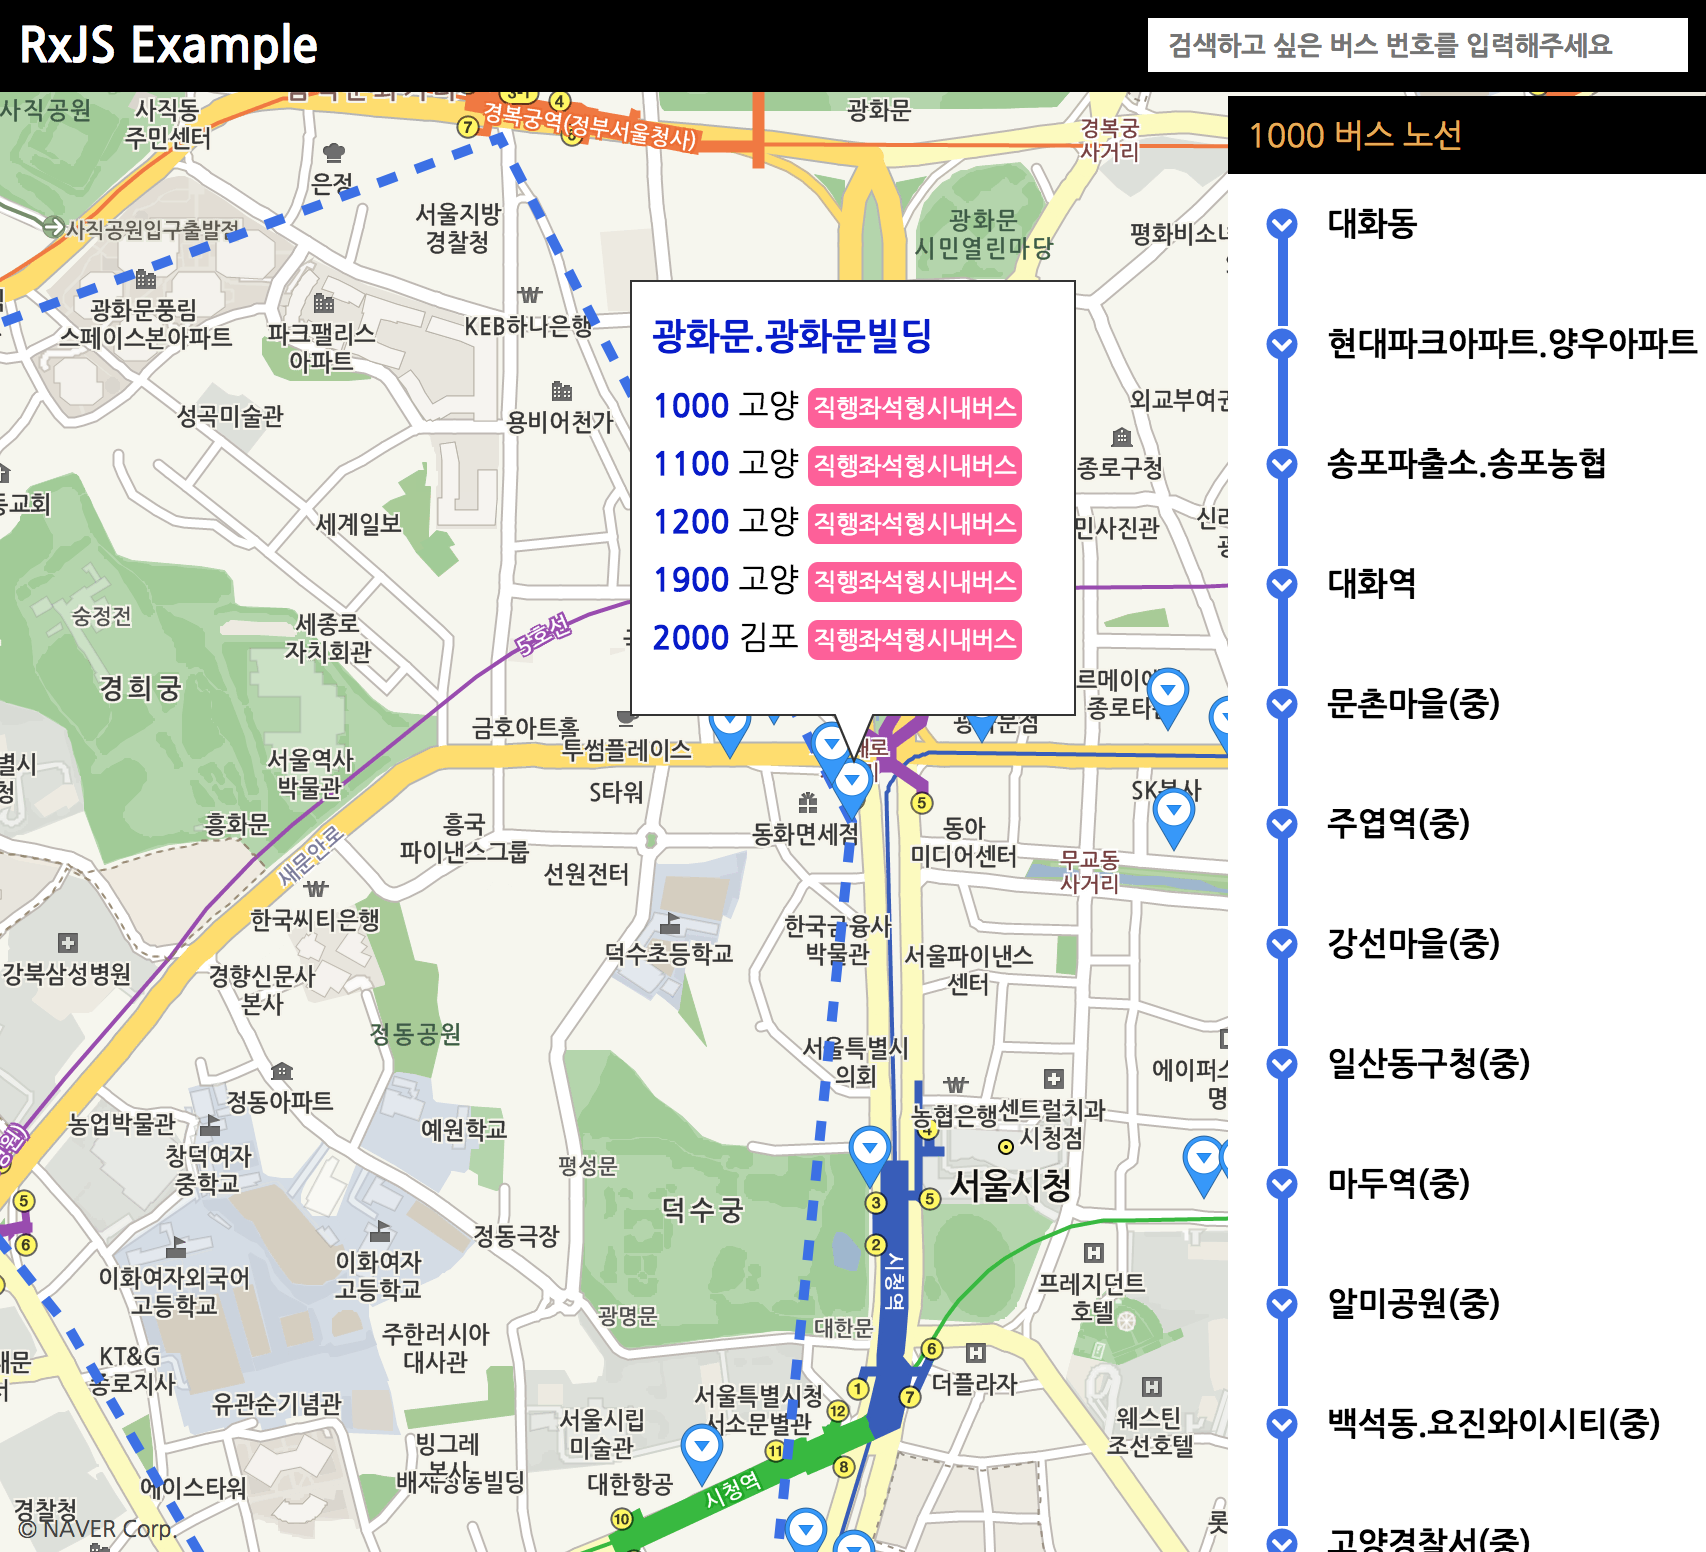 RxJS Example
검색하고 싶은 버스 번호를 입력해주세요
1000 버스 노선
대화동
현대파크아파트.양우아파트
송포파출소.송포농협
대화역
문촌마을(중)
주엽역(중)
강선마을(중)
일산동구청(중)
마두역(중)
알미공원(중)
백석동.요진와이시티(중)
고양경찰서(중)
광화문.광화문빌딩
1000 고양 직행좌석형시내버스
1100 고양 직행좌석형시내버스
1200 고양 직행좌석형시내버스
1900 고양 직행좌석형시내버스
2000 김포 직행좌석형시내버스
사직공원
사직동
주민센터
3-1
4
7
경복궁역(정부서울청사)
광화문
경복궁
사거리
은정
사직공원입구출발점
서울지방
경찰청
광화문
시민열린마당
평화비소녀
광화문풍림
스페이스본아파트
파크팰리스
아파트
KEB하나은행
성곡미술관
용비어천가
외교부여권
종로구청
세계일보
숭정전
세종로
자치회관
5호선
경희궁
금호아트홀
투썸플레이스
서울역사
박물관
S타워
흥화문
흥국
파이낸스그룹
새문안로
선원전터
동화면세점
동아
미디어센터
5
SK본사
무교동
사거리
한국씨티은행
강북삼성병원
경향신문사
본사
덕수초등학교
한국금융사
박물관
서울파이낸스
센터
정동공원
서울특별시
의회
정동아파트
농업박물관
예원학교
창덕여자
중학교
농협은행
센트럴치과
시청점
4
평성문
덕수궁
서울시청
3
5
2
시청역
5
6
정동극장
이화여자외국어
고등학교
이화여자
고등학교
프레지던트
호텔
광명문
대한문
주한러시아
대사관
KT&G
종로지사
6
더플라자
1
7
12
서울특별시청
서소문별관
유관순기념관
서울시립
미술관
웨스틴
조선호텔
빙그레
본사
배재정동빌딩
11
8
대한항공
시청역
에이스타워
10
경찰청
© NAVER Corp.